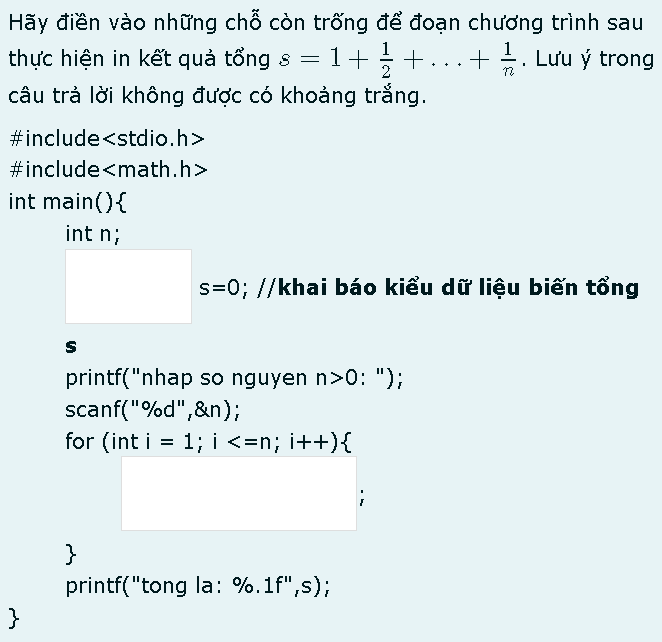 Hãy điền vào những chỗ còn trống để đoạn chương trình sau
thực hiện in kết quả tổng s = 1 + 1/2 + ... + 1/n. Lưu ý trong
câu trả lời không được có khoảng trắng.
#include<stdio.h>
#include<math.h>
int main(){
int n;
s=0; //khai báo kiểu dữ liệu biến tổng
s
printf("nhap so nguyen n>0: ");
scanf("%d",&n);
for (int i = 1; i <=n; i++){
;
}
printf("tong la: %.1f",s);
}